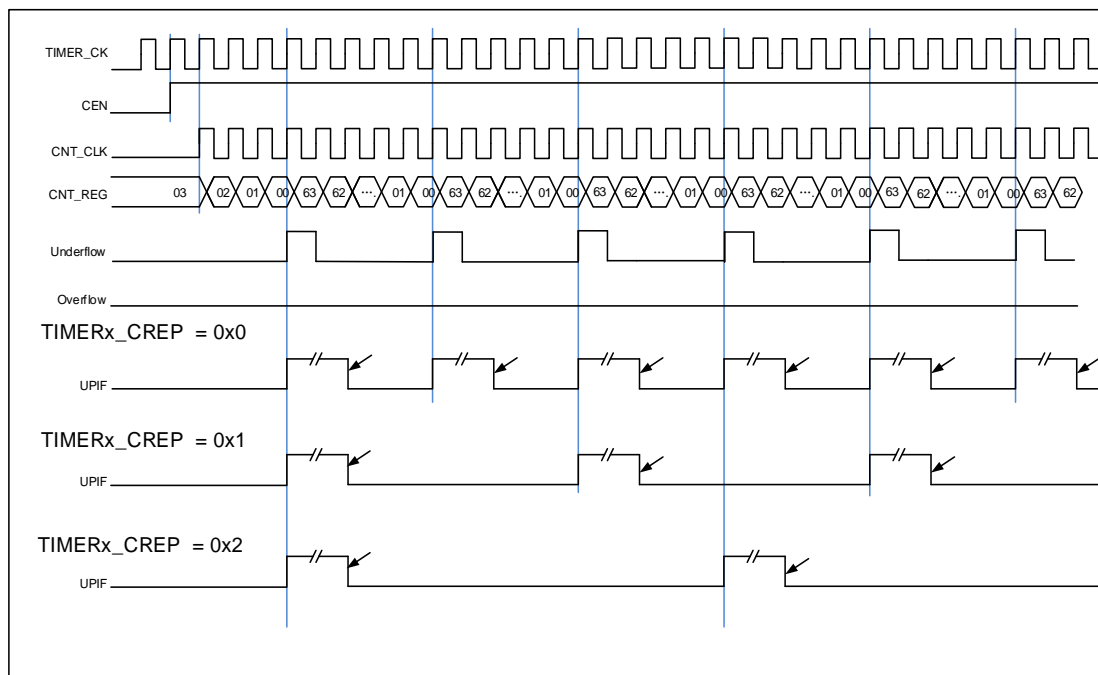 TIMER_CK
CEN
CNT_CLK
CNT_REG 03 02 01 00 63 62 .... 01 00 63 62 .... 01 00 63 62 .... 01 00 63 62 .... 01 00 63 62 .... 01 00 63 62
Underflow
Overflow
TIMERx_CREP = 0x0
UPIF
TIMERx_CREP = 0x1
UPIF
TIMERx_CREP = 0x2
UPIF